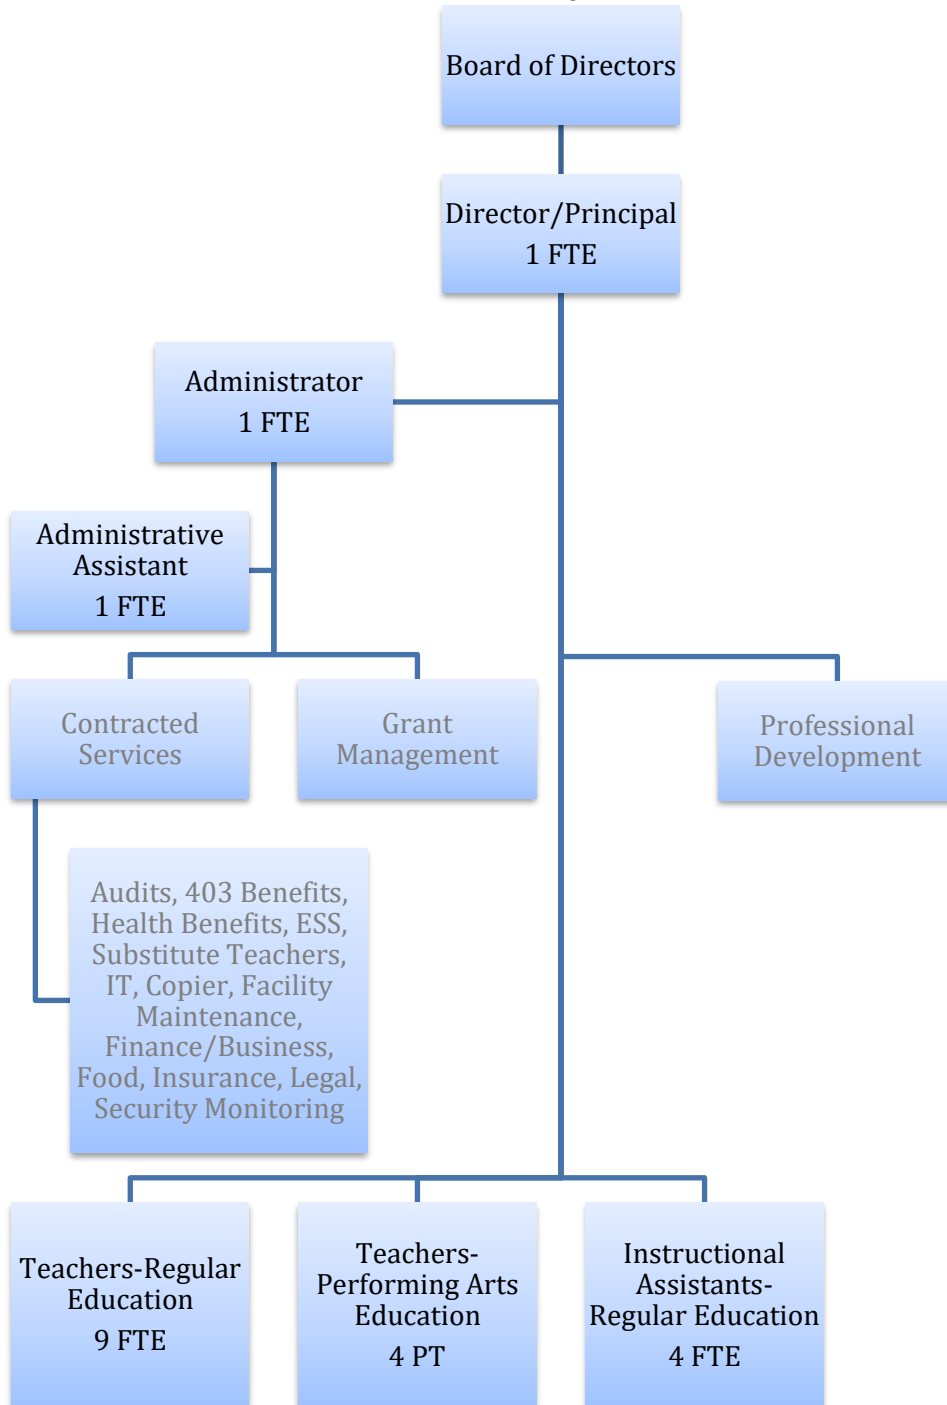 Board of Directors
Director/Principal
1 FTE
Administrator
1 FTE
Administrative
Assistant
1 FTE
Contracted
Services
Grant
Management
Professional
Development
Audits, 403 Benefits,
Health Benefits, ESS,
Substitute Teachers,
IT, Copier, Facility
Maintenance,
Finance/Business,
Food, Insurance, Legal,
Security Monitoring
Teachers-Regular
Education
9 FTE
Teachers-
Performing Arts
Education
4 PT
Instructional
Assistants-
Regular Education
4 FTE